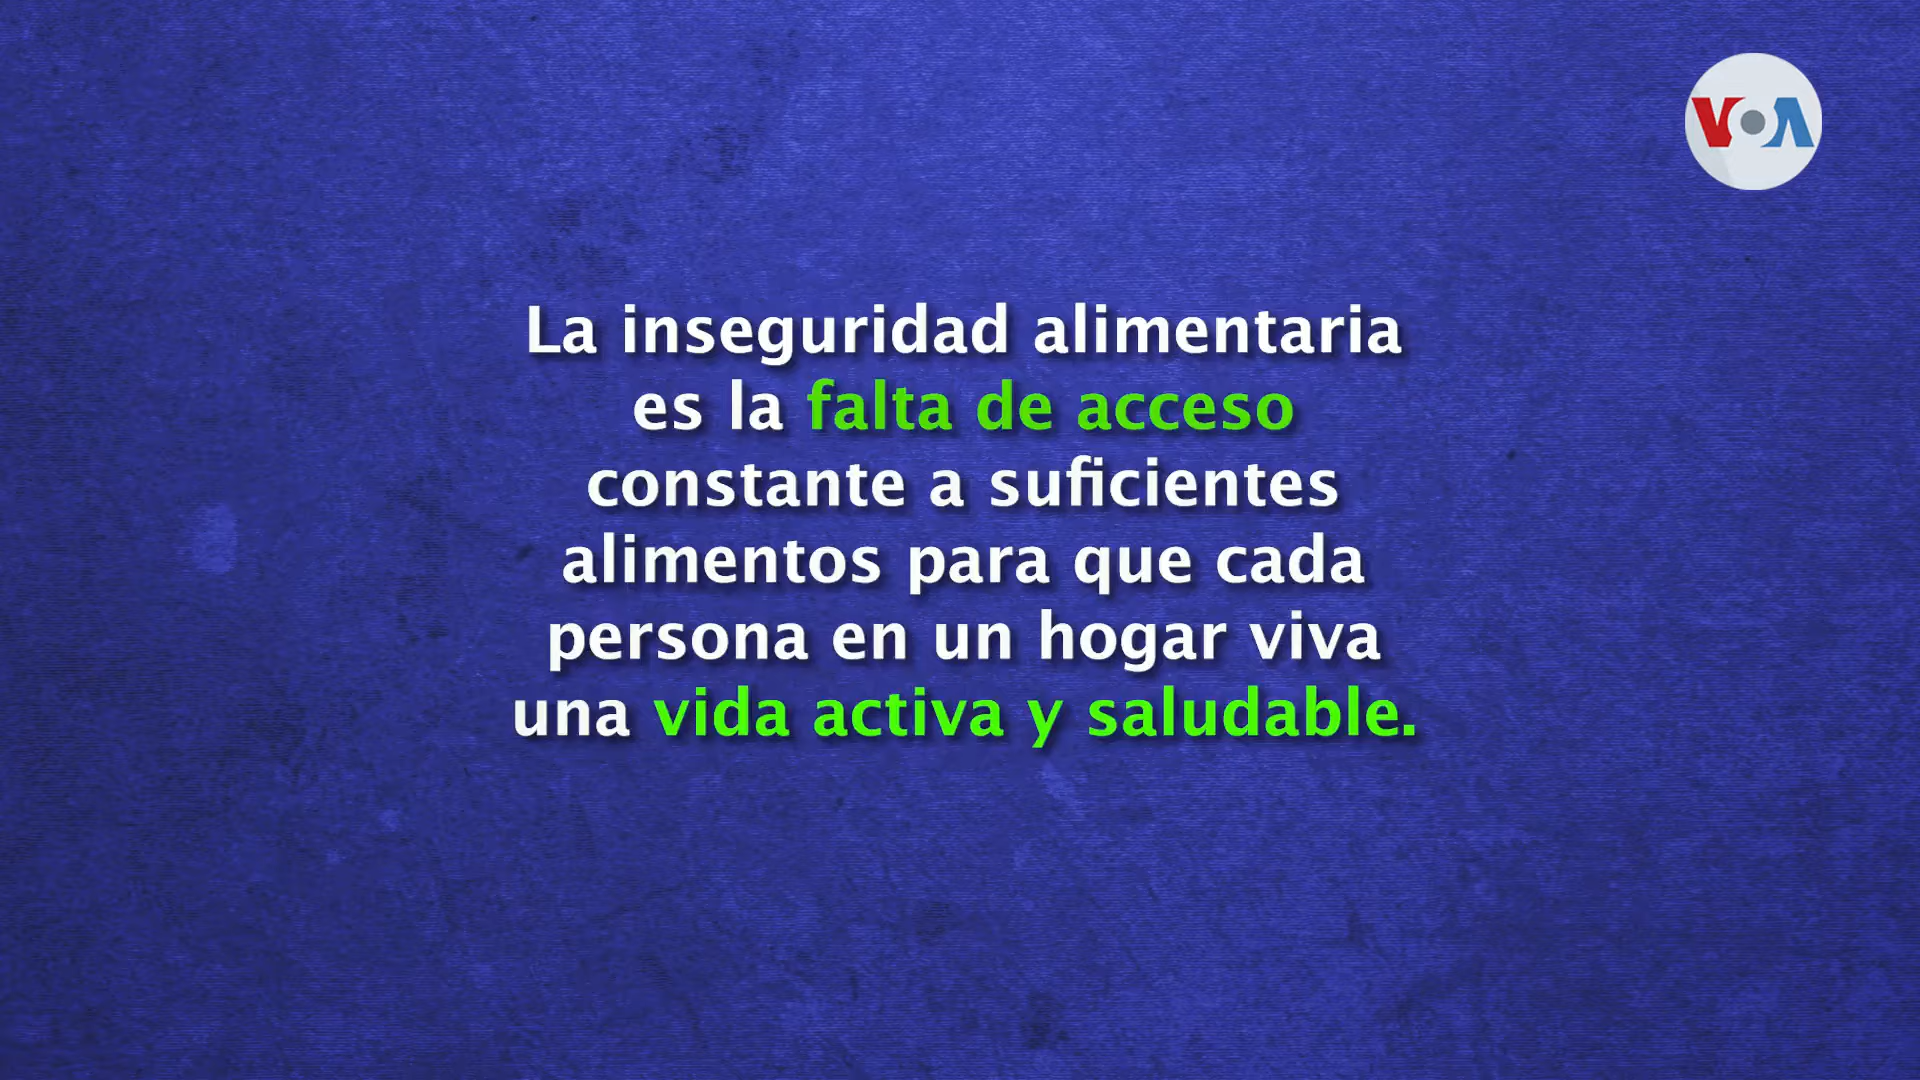 VOA
La inseguridad alimentaria
es la falta de acceso
constante a suficientes
alimentos para que cada
persona en un hogar viva
una vida activa y saludable.